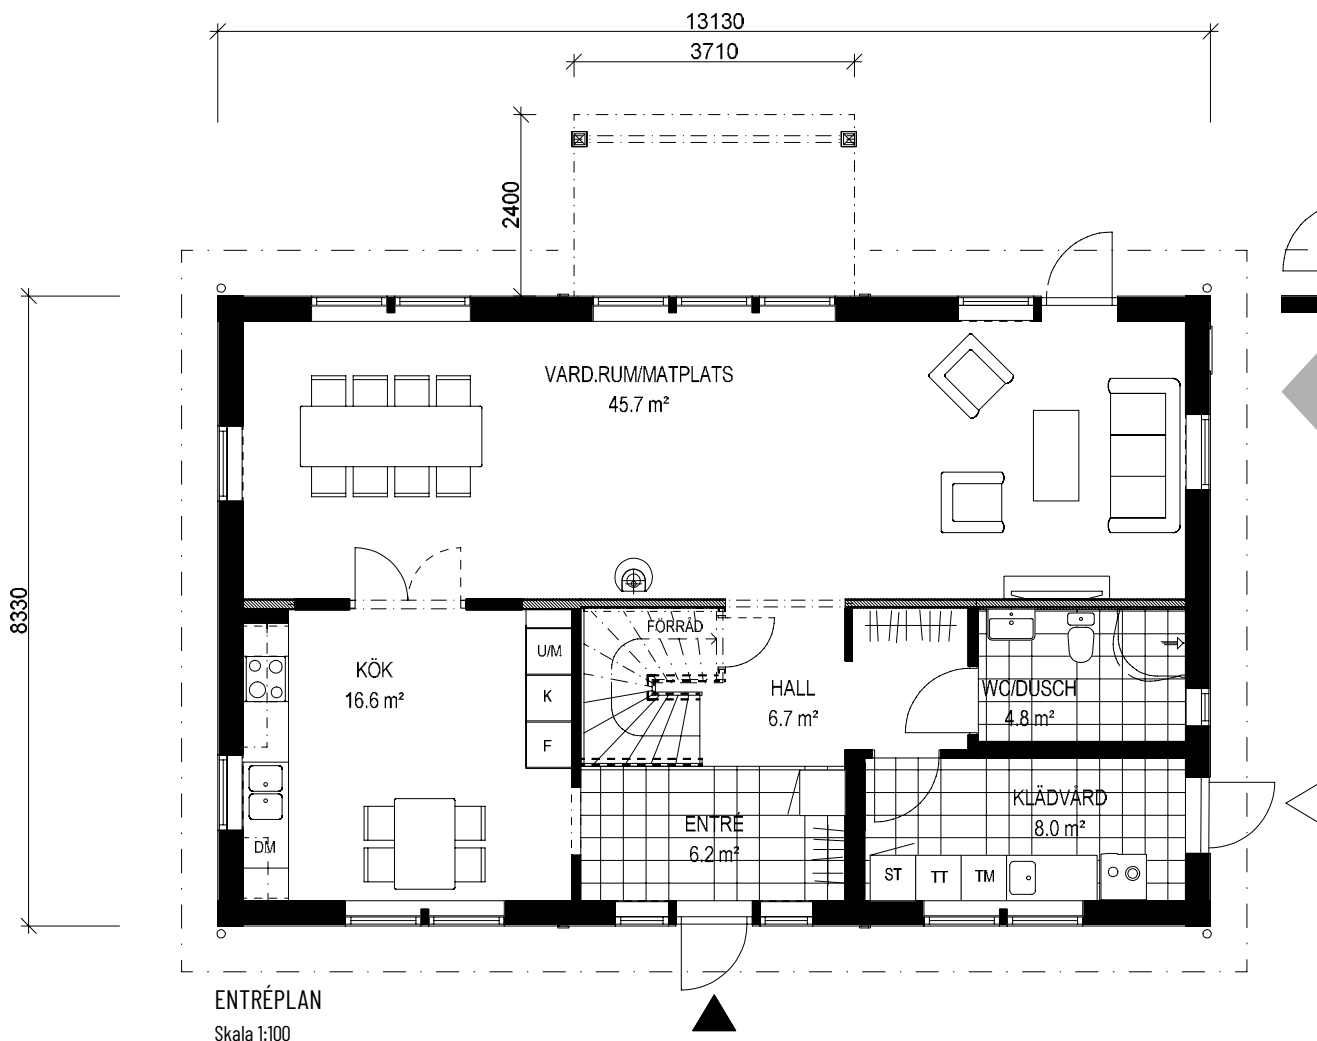 13130
3710
2400
8330
VARD.RUM/MATPLATS
45.7 m²
FÖRRÅD
KÖK
16.6 m²
U/M
K
F
HALL
6.7 m²
WC/DUSCH
4.8 m²
DM
ENTRÉ
6.2 m²
KLÄDVÅRD
8.0 m²
ST
TT
TM
ENTRÉPLAN
Skala 1:100